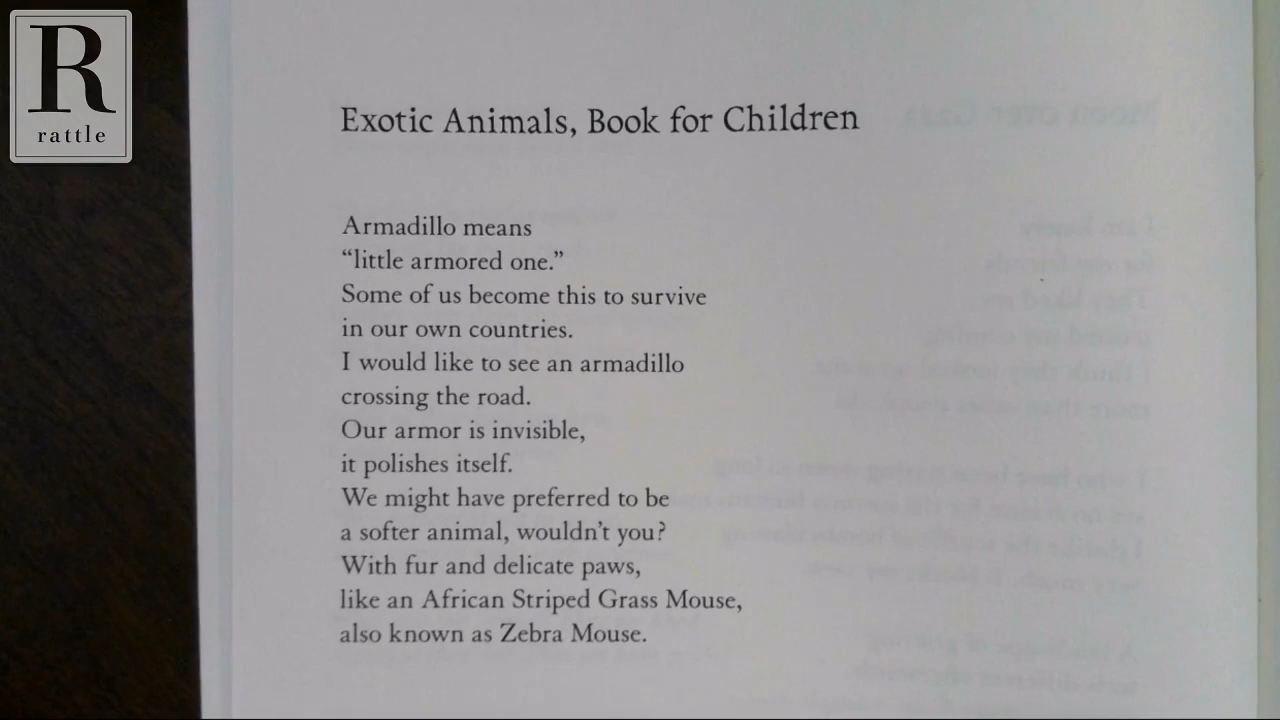 R
rattle
Exotic Animals, Book for Children
Armadillo means
“little armored one.”
Some of us become this to survive
in our own countries.
I would like to see an armadillo
crossing the road.
Our armor is invisible,
it polishes itself.
We might have preferred to be
a softer animal, wouldn’t you?
With fur and delicate paws,
like an African Striped Grass Mouse,
also known as Zebra Mouse.